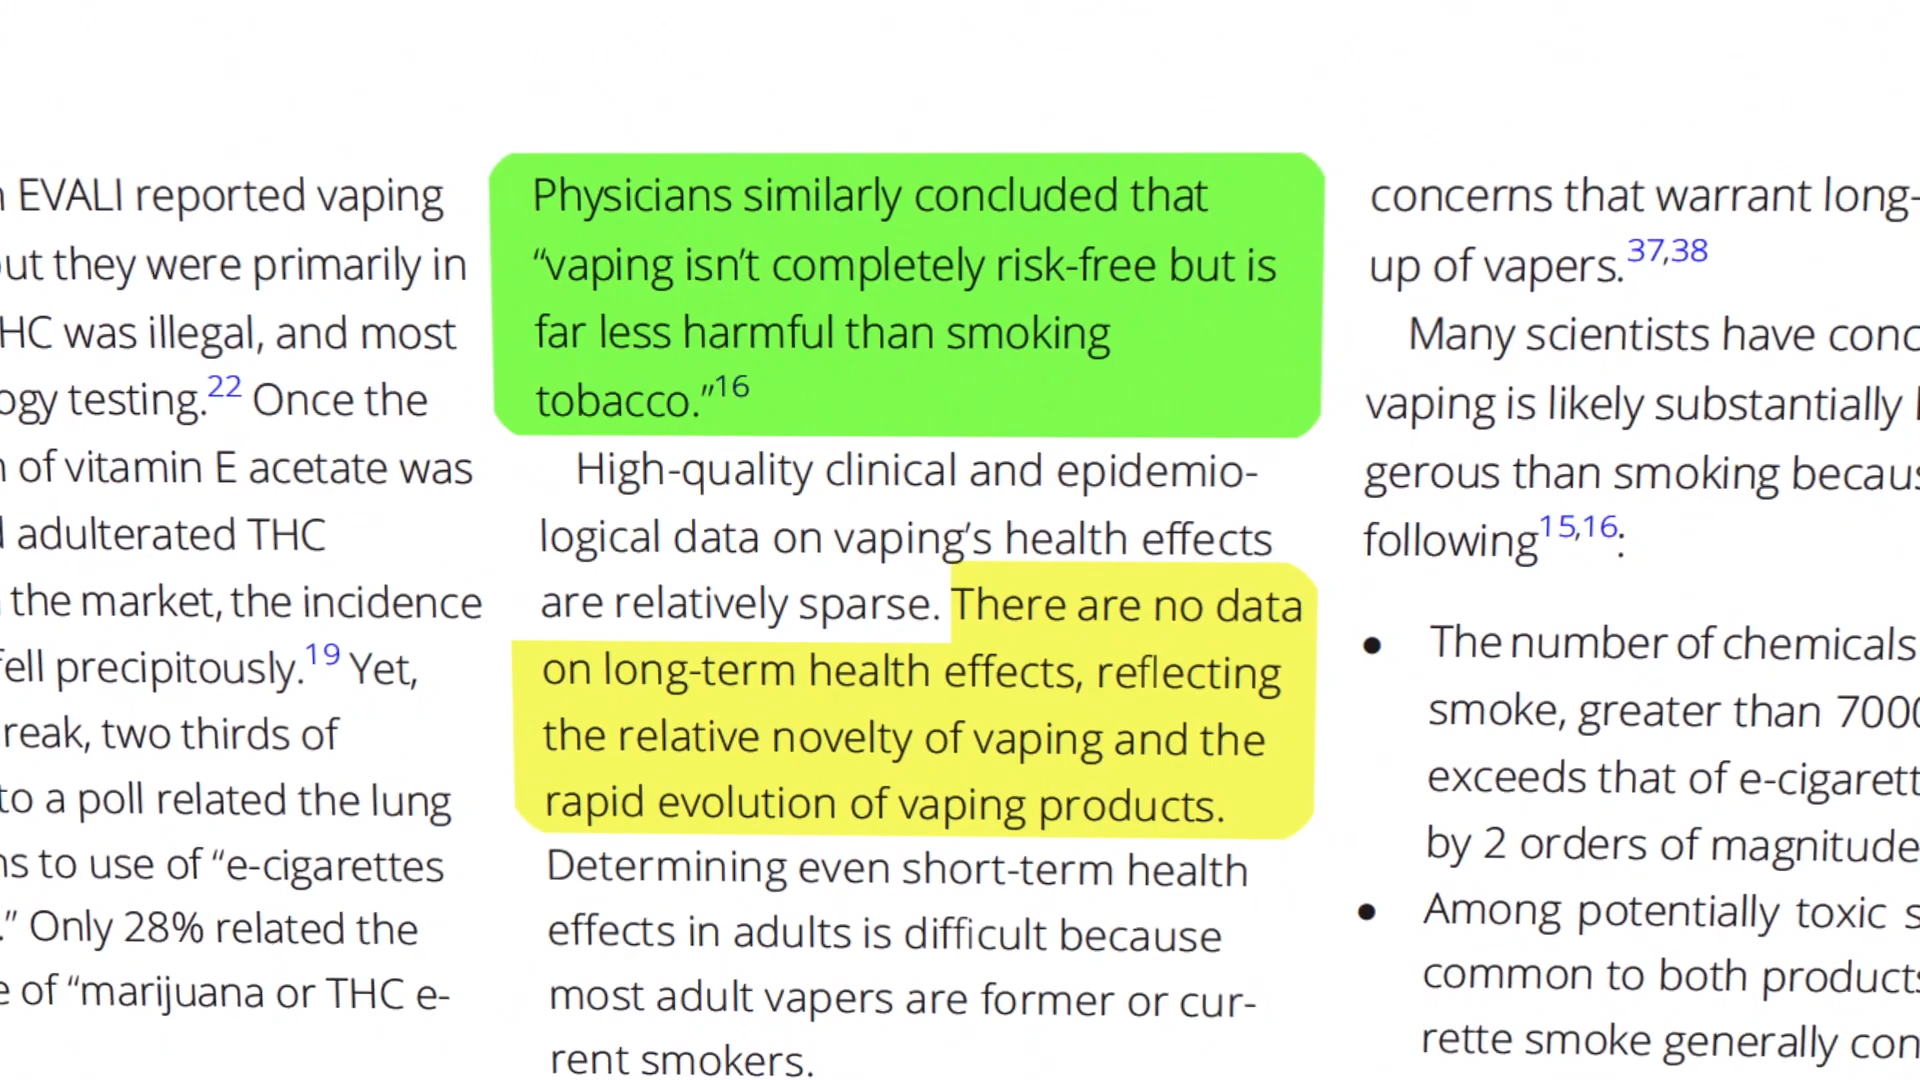 EVALI reported vaping
but they were primarily in
HC was illegal, and most
ogy testing.22 Once the
of vitamin E acetate was
adulterated THC
the market, the incidence
fell precipitously.19 Yet,
reak, two thirds of
to a poll related the lung
ns to use of “e-cigarettes
.” Only 28% related the
e of “marijuana or THC e-
Physicians similarly concluded that
“vaping isn’t completely risk-free but is
far less harmful than smoking
tobacco.”16
High-quality clinical and epidemio-
logical data on vaping’s health effects
are relatively sparse. There are no data
on long-term health effects, reflecting
the relative novelty of vaping and the
rapid evolution of vaping products.
Determining even short-term health
effects in adults is difficult because
most adult vapers are former or cur-
rent smokers.
concerns that warrant long-
up of vapers.37,38
Many scientists have conc
vaping is likely substantially
gerous than smoking becaus
following15,16:
• The number of chemicals
smoke, greater than 7000
exceeds that of e-cigarett
by 2 orders of magnitude
• Among potentially toxic s
common to both products
rette smoke generally con